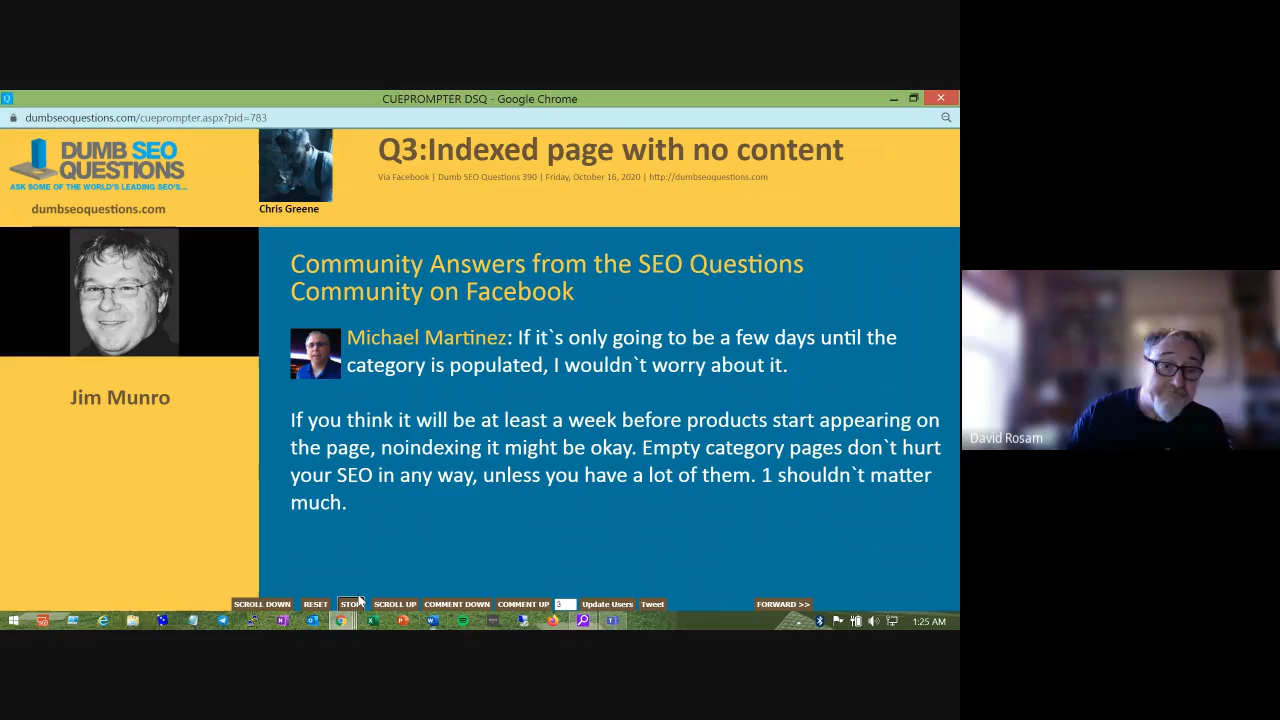 CUEPROMPTER DSQ - Google Chrome
dumbseoquestions.com/cueprompter.aspx?pid=783
DUMB SEO
QUESTIONS
ASK SOME OF THE WORLD'S LEADING SEO'S...
dumbseoquestions.com
Chris Greene
Q3:Indexed page with no content
Via Facebook | Dumb SEO Questions 390 | Friday, October 16, 2020 | http://dumbseoquestions.com
Jim Munro
Community Answers from the SEO Questions
Community on Facebook
Michael Martinez: If it`s only going to be a few days until the
category is populated, I wouldn`t worry about it.
If you think it will be at least a week before products start appearing on
the page, noindexing it might be okay. Empty category pages don`t hurt
your SEO in any way, unless you have a lot of them. 1 shouldn`t matter
much.
David Rosam
SCROLL DOWN RESET STOP SCROLL UP COMMENT DOWN COMMENT UP 3 Update Users Tweet FORWARD >>
1:25 AM